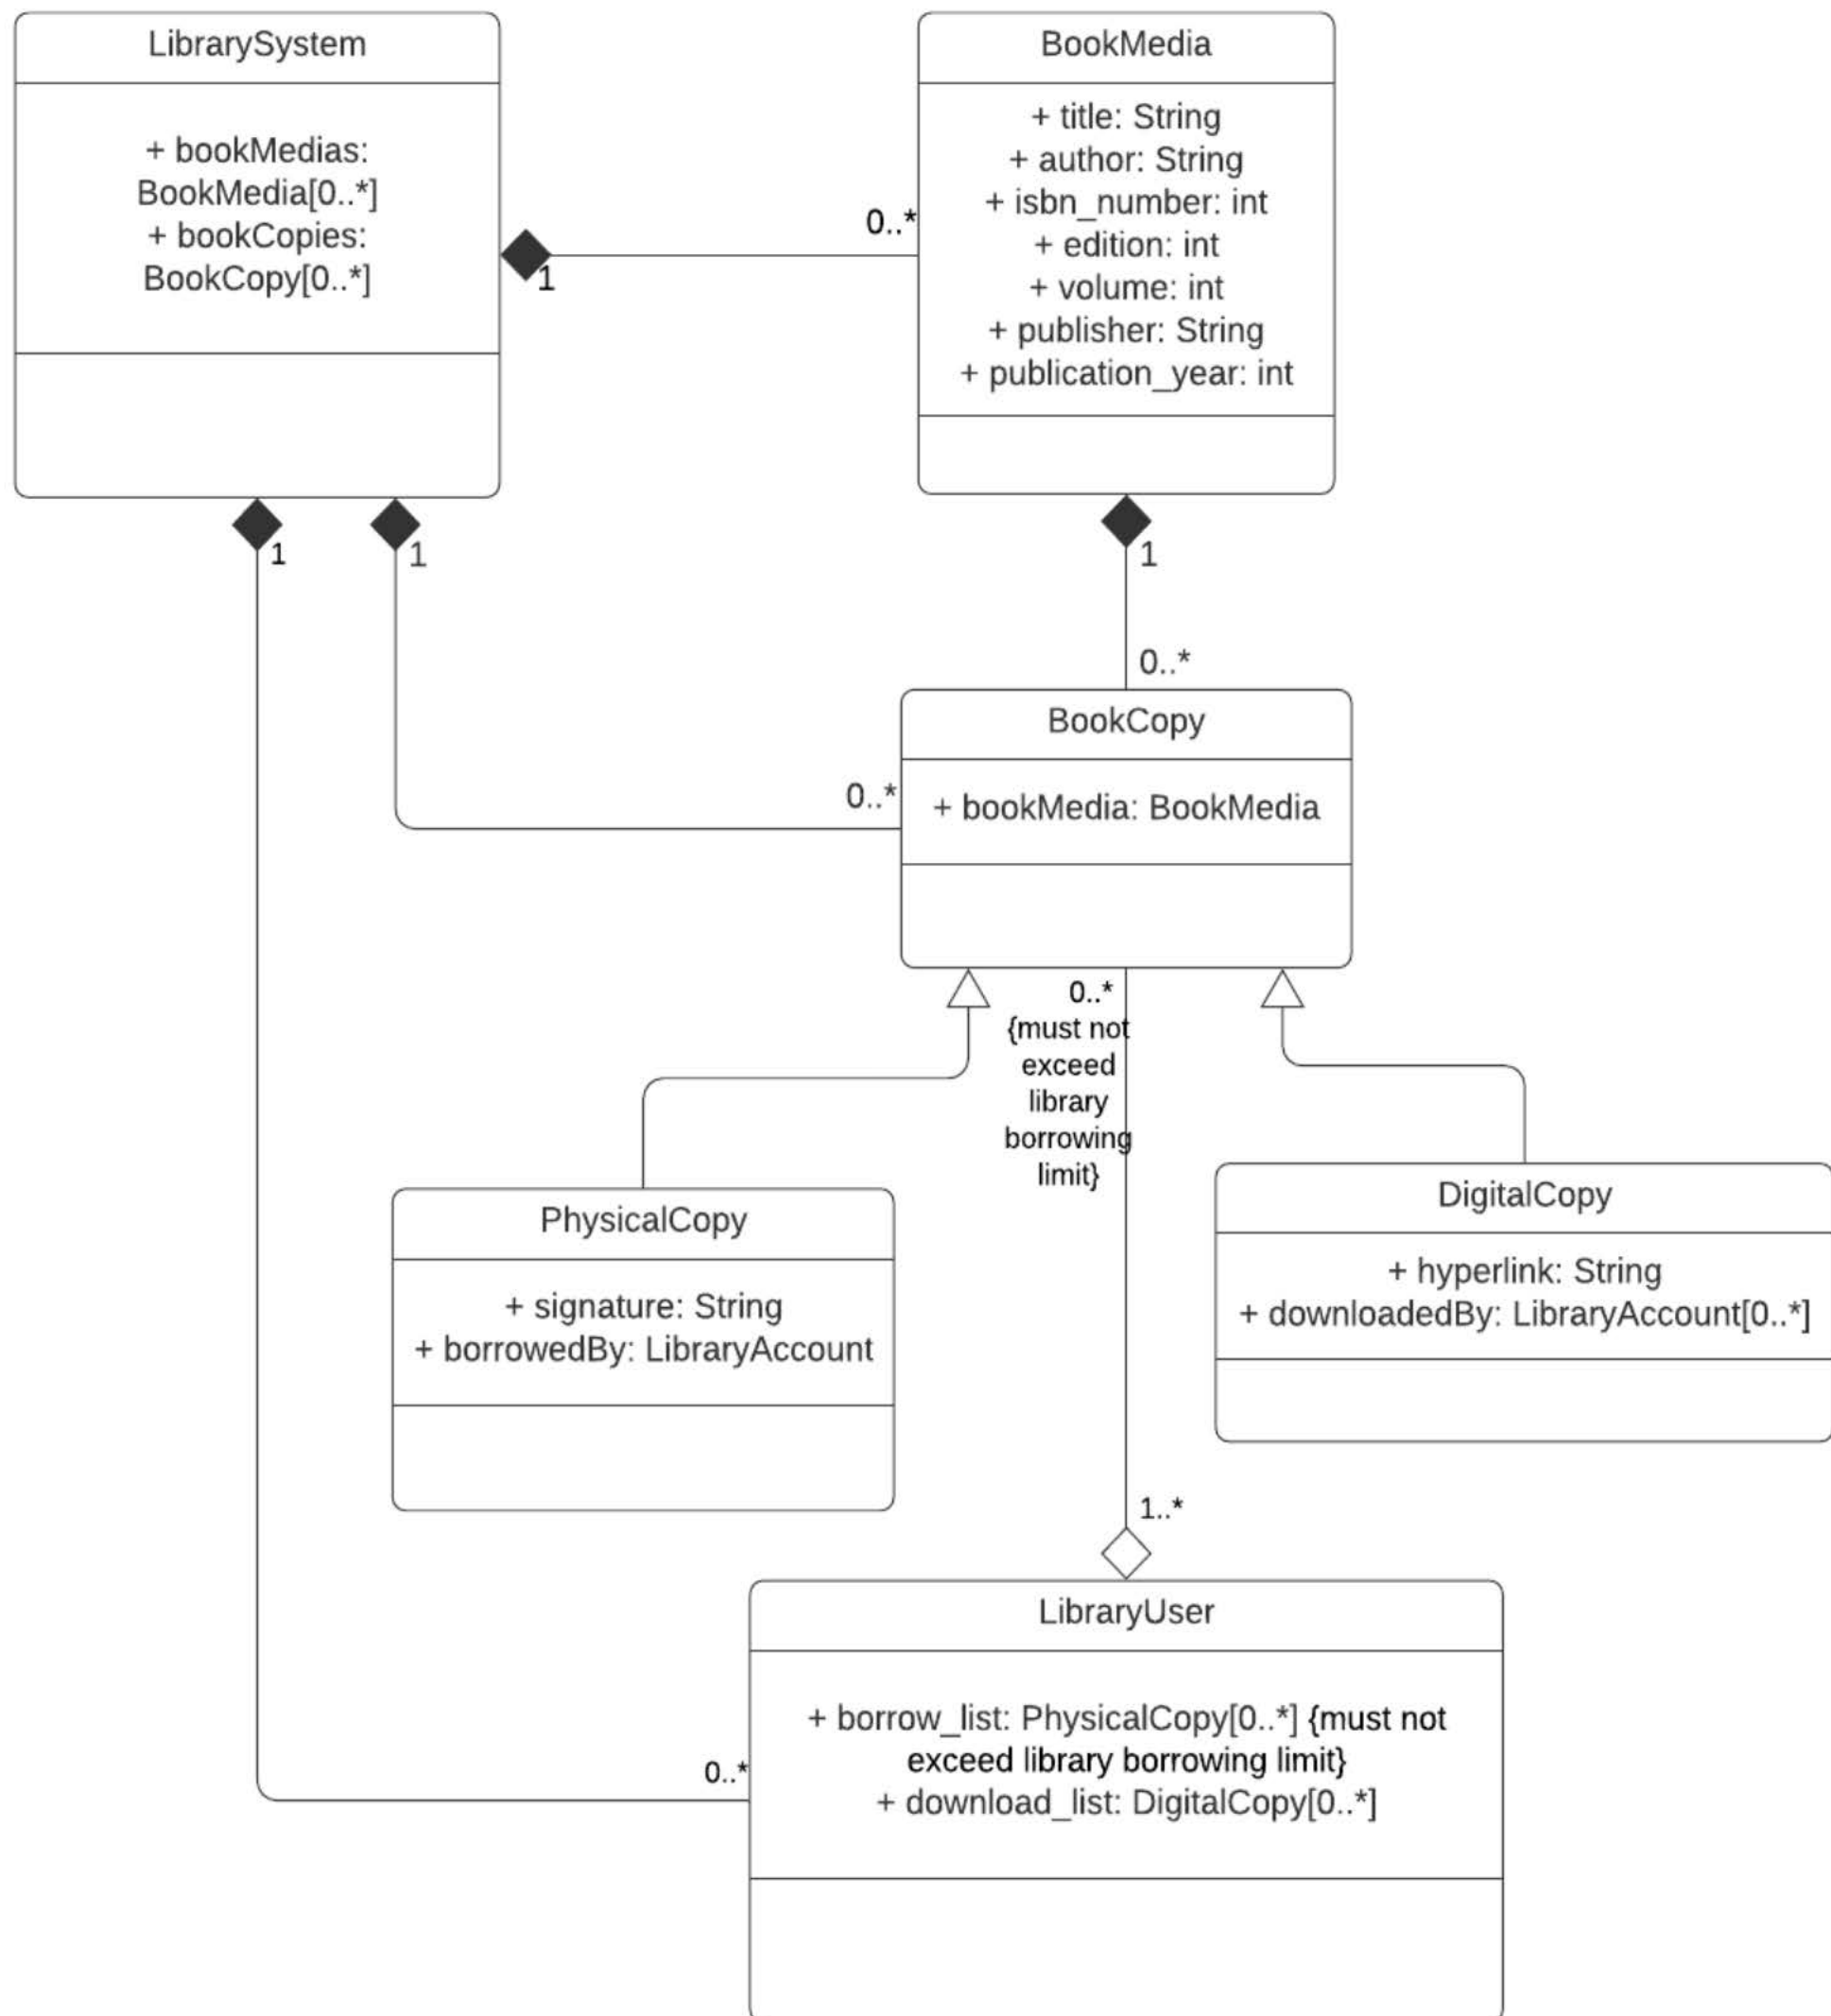 LibrarySystem
+ bookMedias:
BookMedia[0..*]
+ bookCopies:
BookCopy[0..*]
BookMedia
+ title: String
+ author: String
+ isbn_number: int
+ edition: int
+ volume: int
+ publisher: String
+ publication_year: int
0..*
1
1
1
1
0..*
BookCopy
+ bookMedia: BookMedia
0..*
0..*
{must not
exceed
library
borrowing
limit}
PhysicalCopy
+ signature: String
+ borrowedBy: LibraryAccount
DigitalCopy
+ hyperlink: String
+ downloadedBy: LibraryAccount[0..*]
1..*
LibraryUser
+ borrow_list: PhysicalCopy[0..*] {must not
exceed library borrowing limit}
+ download_list: DigitalCopy[0..*]
0..*